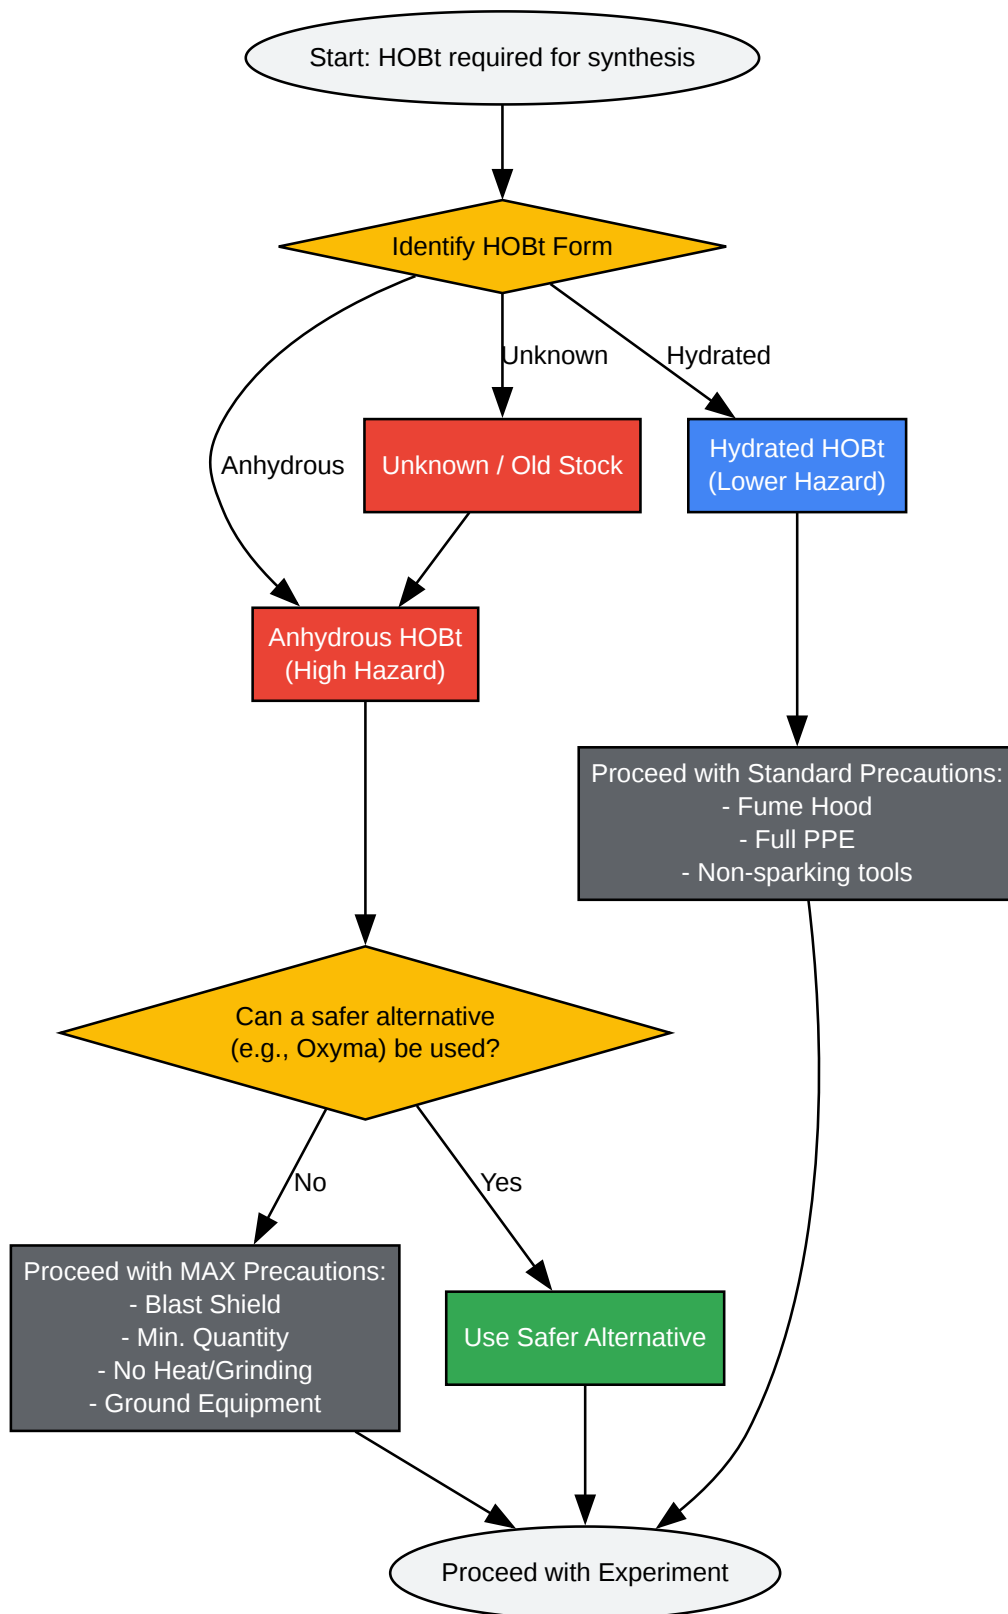 Start: HOBt required for synthesis
Identify HOBt Form
Unknown
Hydrated
Anhydrous
Unknown / Old Stock
Hydrated HOBt
(Lower Hazard)
Anhydrous HOBt
(High Hazard)
Proceed with Standard Precautions:
- Fume Hood
- Full PPE
- Non-sparking tools
Can a safer alternative
(e.g., Oxyma) be used?
No
Yes
Proceed with MAX Precautions:
- Blast Shield
- Min. Quantity
- No Heat/Grinding
- Ground Equipment
Use Safer Alternative
Proceed with Experiment